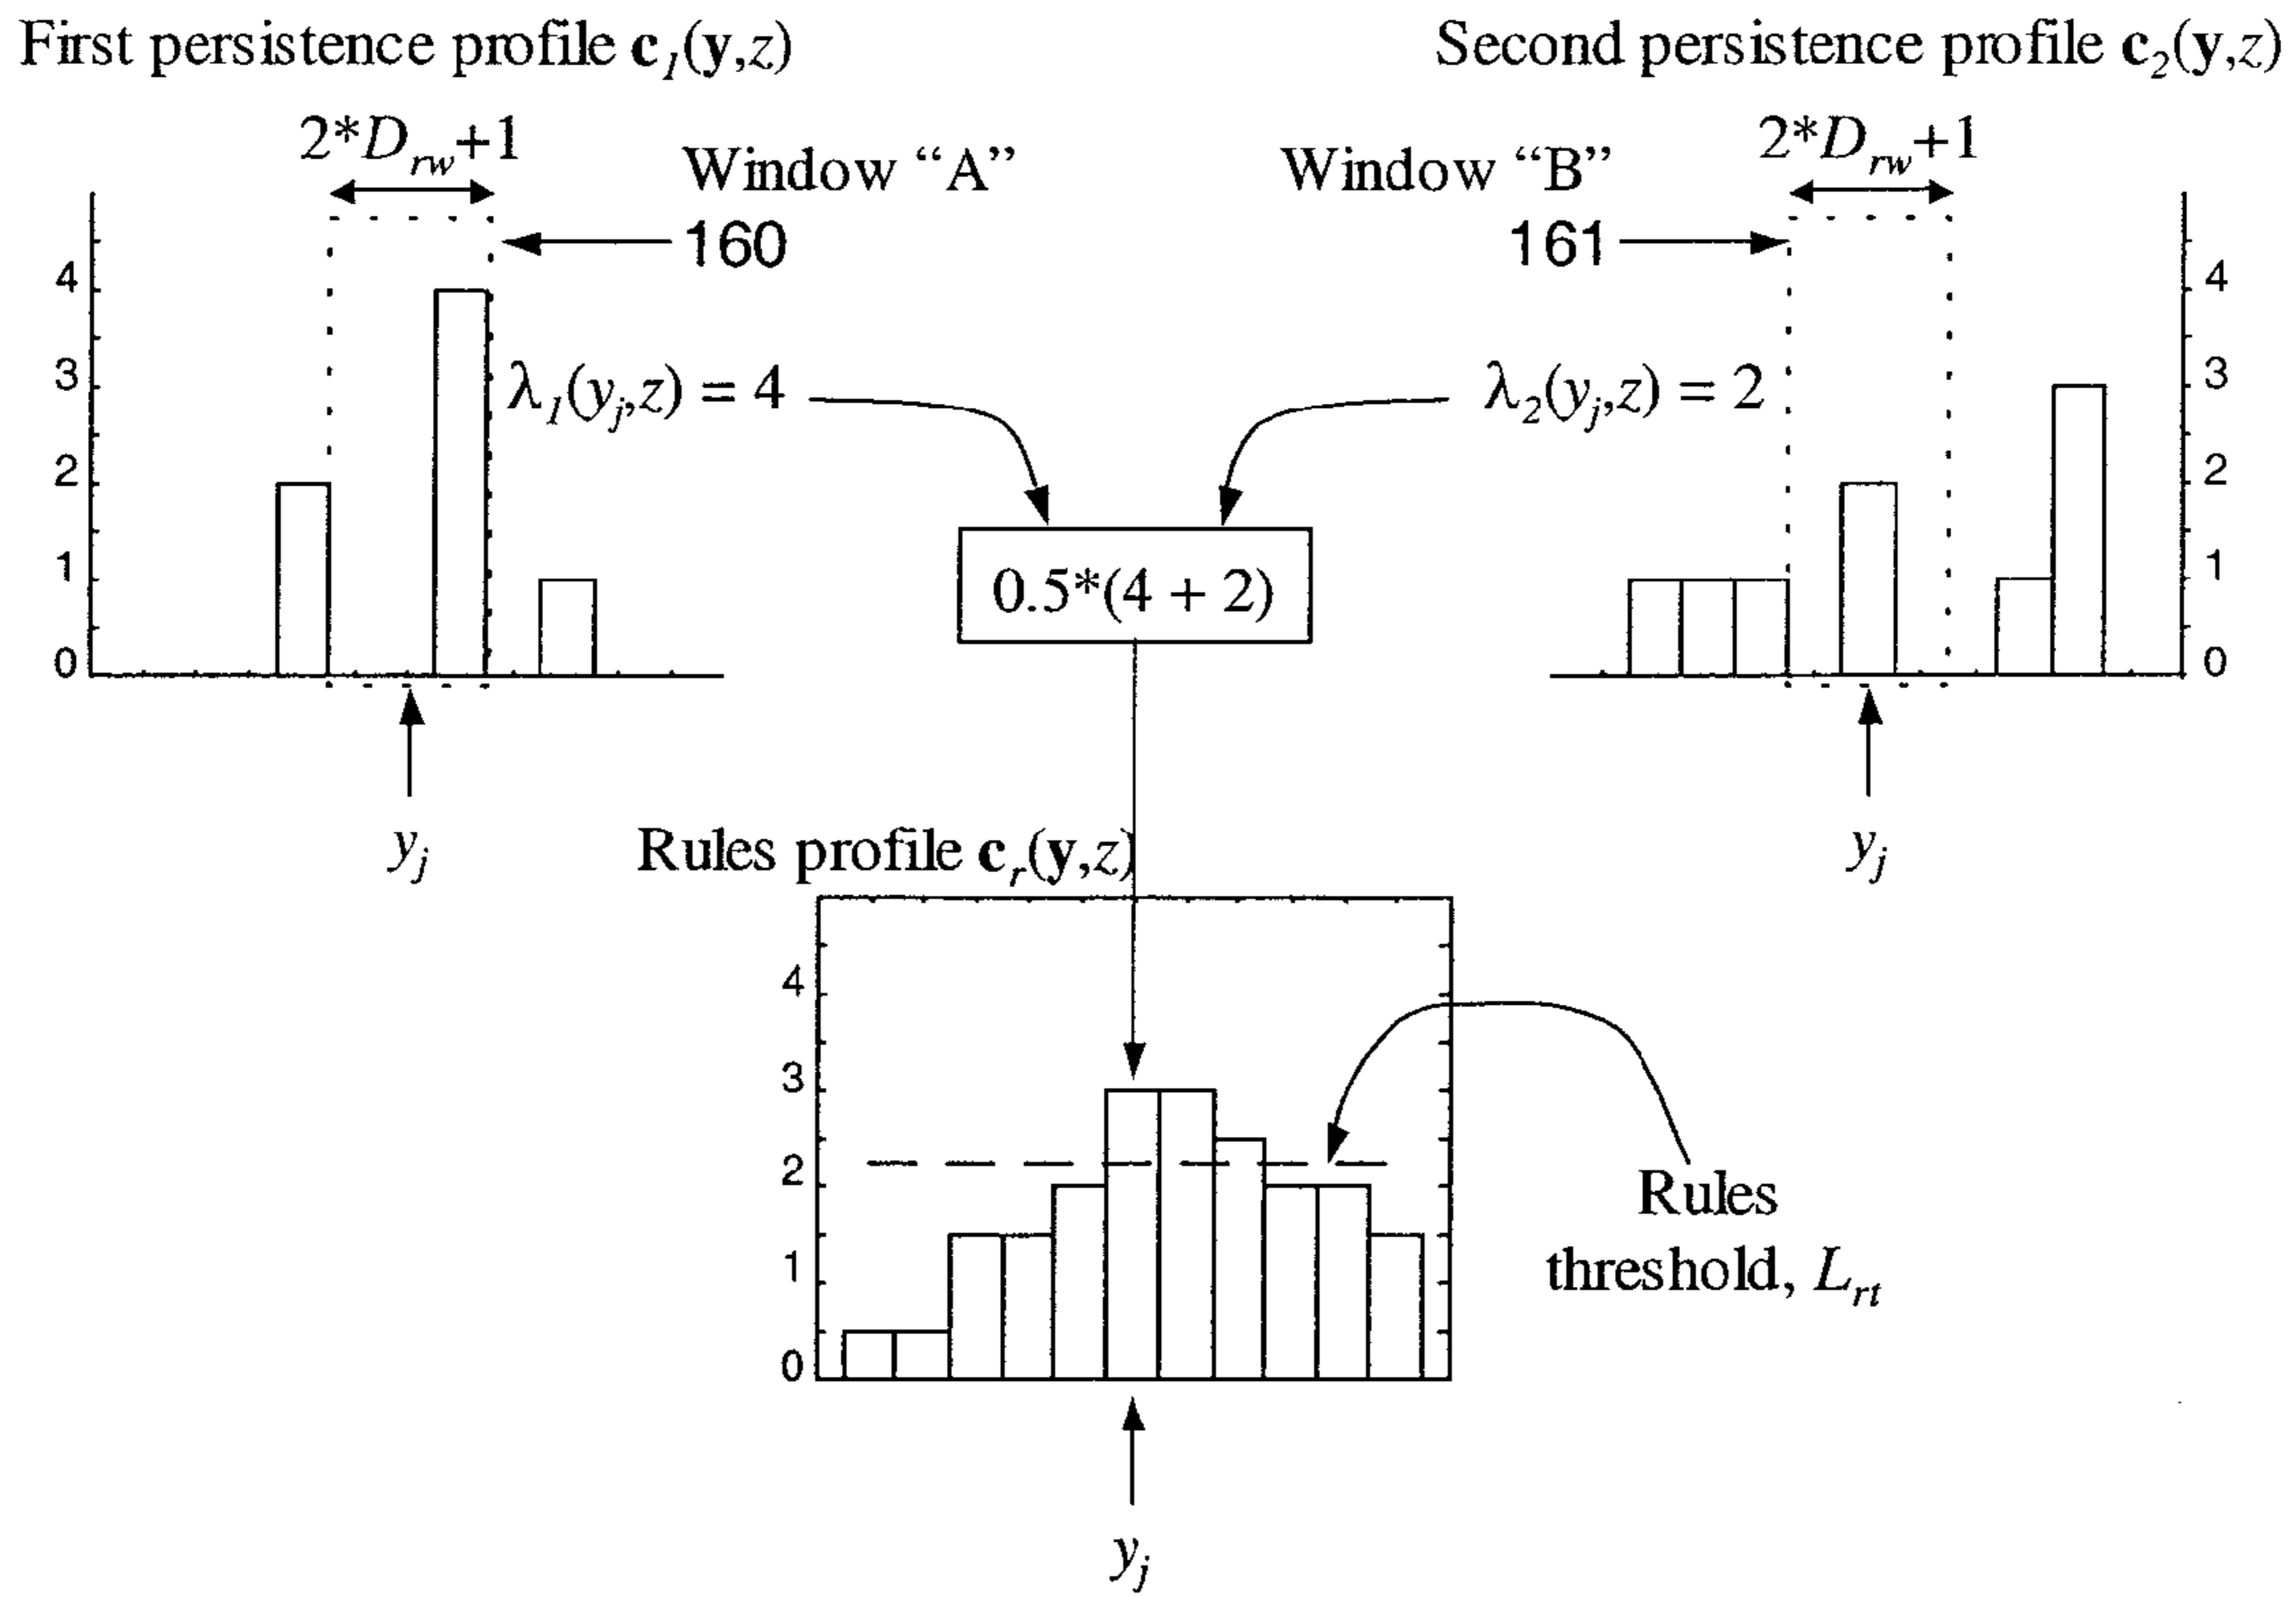 First persistence profile c1(y,z)
Second persistence profile c2(y,z)
2*Drw+1
Window “A”
160
Window “B”
161
2*Drw+1
4
3
2
1
0
λ1(yj,z) = 4
λ2(yj,z) = 2
4
3
2
1
0
0.5*(4 + 2)
yj
yj
Rules profile cr(y,z)
4
3
2
1
0
Rules
threshold, Lrt
yj